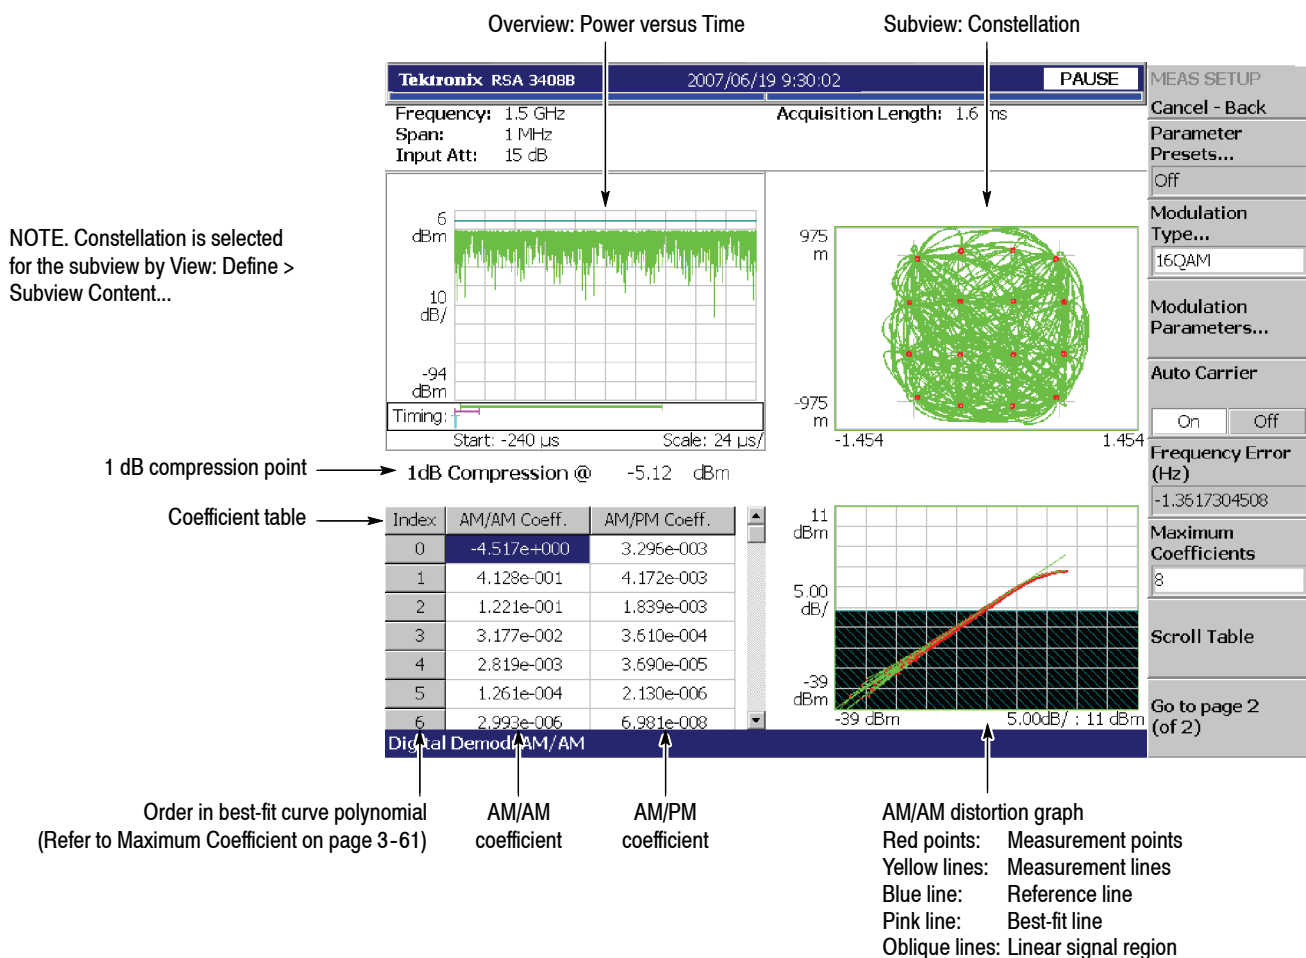 Overview: Power versus Time
Subview: Constellation
Tektronix RSA 3408B
2007/06/19 9:30:02
PAUSE
MEAS SETUP
Cancel - Back
Frequency: 1.5 GHz
Acquisition Length: 1.6 ms
Span: 1 MHz
Input Att: 15 dB
Parameter
Presets...
Off
NOTE. Constellation is selected
for the subview by View: Define >
Subview Content...
6
dBm
10
dB/
-94
dBm
Timing:
Start: -240 µs
Scale: 24 µs/
975
m
-975
m
-1.454
1.454
Modulation
Type...
16QAM
Modulation
Parameters...
Auto Carrier
On
Off
1 dB compression point
1dB Compression @ -5.12 dBm
Frequency Error
(Hz)
-1.3617304508
Coefficient table
Index AM/AM Coeff. AM/PM Coeff.
0 -4.517e+000 3.296e-003
1 4.128e-001 4.172e-003
2 1.221e-001 1.839e-003
3 3.177e-002 3.610e-004
4 2.819e-003 3.690e-005
5 1.261e-004 2.130e-006
6 2.993e-006 6.981e-008
11
dBm
5.00
dB/
-39
dBm
-39 dBm
5.00dB/ : 11 dBm
Maximum
Coefficients
8
Scroll Table
Go to page 2
(of 2)
Digital Demod: AM/AM
Order in best-fit curve polynomial
(Refer to Maximum Coefficient on page 3-61)
AM/AM
coefficient
AM/PM
coefficient
AM/AM distortion graph
Red points: Measurement points
Yellow lines: Measurement lines
Blue line: Reference line
Pink line: Best-fit line
Oblique lines: Linear signal region